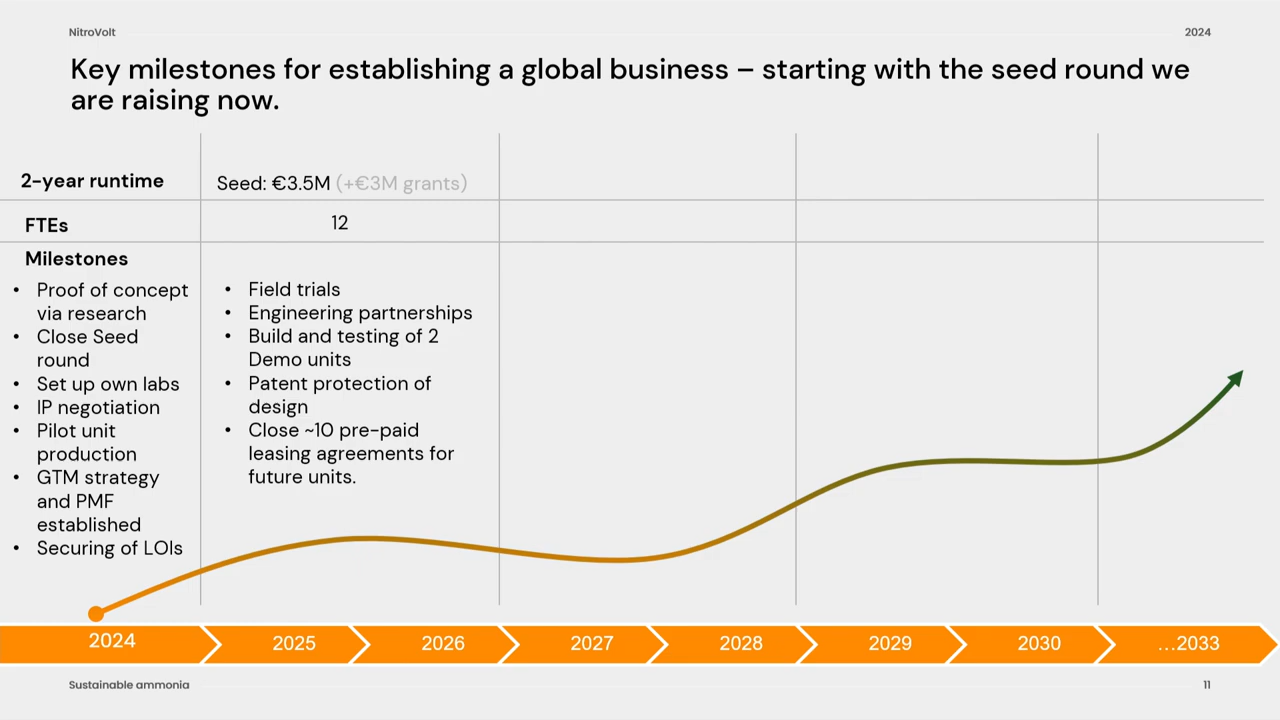 NitroVolt
2024
Key milestones for establishing a global business – starting with the seed round we
are raising now.
2-year runtime
Seed: €3.5M (+€3M grants)
FTEs
12
Milestones
• Proof of concept
via research
• Close Seed
round
• Set up own labs
• IP negotiation
• Pilot unit
production
• GTM strategy
and PMF
established
• Securing of LOIs
• Field trials
• Engineering partnerships
• Build and testing of 2
Demo units
• Patent protection of
design
• Close ~10 pre-paid
leasing agreements for
future units.
2024
2025
2026
2027
2028
2029
2030
...2033
Sustainable ammonia
11